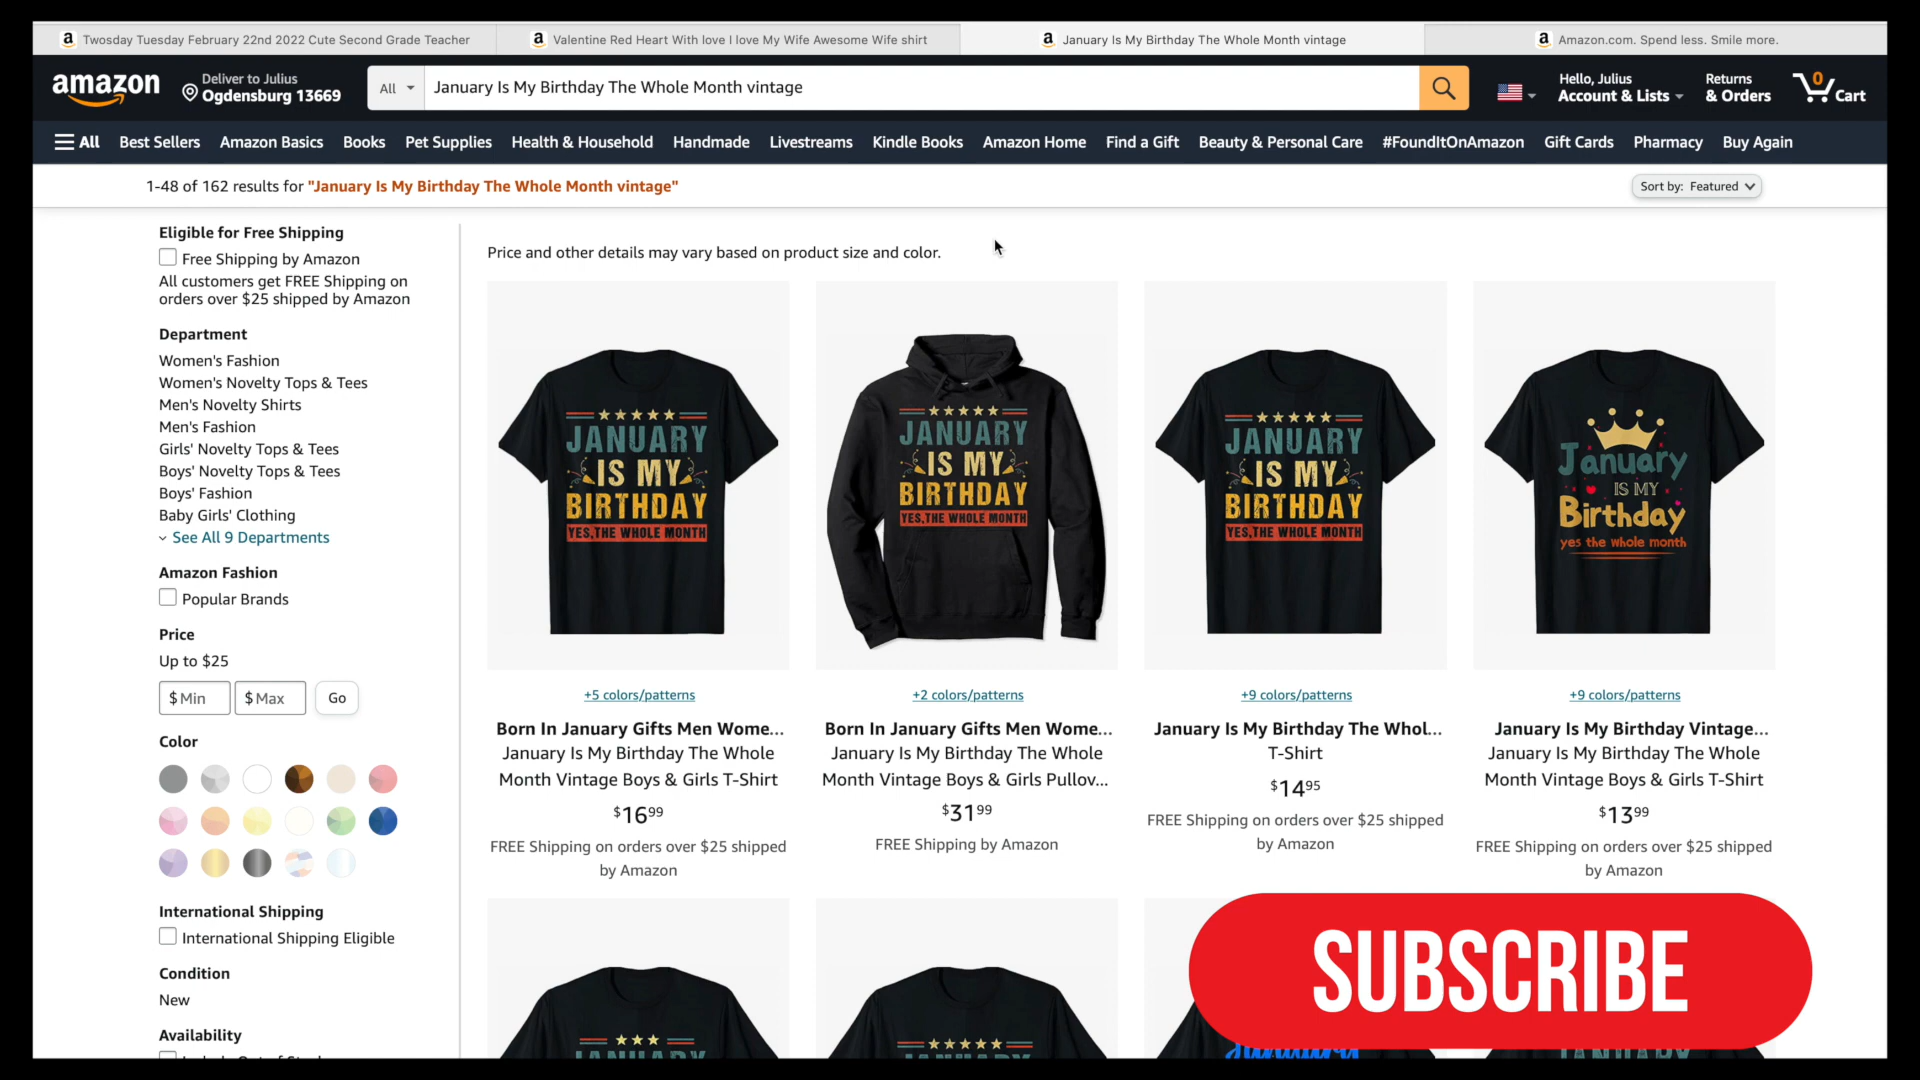 Twosday Tuesday February 22nd 2022 Cute Second Grade Teacher
Valentine Red Heart With love I love My Wife Awesome Wife shirt
January Is My Birthday The Whole Month vintage
Amazon.com. Spend less. Smile more.
amazon
Deliver to Julius
Ogdensburg 13669
All
January Is My Birthday The Whole Month vintage
Hello, Julius
Account & Lists
Returns
& Orders
0
Cart
All
Best Sellers
Amazon Basics
Books
Pet Supplies
Health & Household
Handmade
Livestreams
Kindle Books
Amazon Home
Find a Gift
Beauty & Personal Care
#FoundItOnAmazon
Gift Cards
Pharmacy
Buy Again
1-48 of 162 results for "January Is My Birthday The Whole Month vintage"
Sort by: Featured
Eligible for Free Shipping
Free Shipping by Amazon
All customers get FREE Shipping on
orders over $25 shipped by Amazon
Department
Women's Fashion
Women's Novelty Tops & Tees
Men's Novelty Shirts
Men's Fashion
Girls' Novelty Tops & Tees
Boys' Novelty Tops & Tees
Boys' Fashion
Baby Girls' Clothing
See All 9 Departments
Amazon Fashion
Popular Brands
Price
Up to $25
$ Min
$ Max
Go
Color
International Shipping
International Shipping Eligible
Condition
New
Availability
Price and other details may vary based on product size and color.
JANUARY
IS MY
BIRTHDAY
YES,THE WHOLE MONTH
JANUARY
IS MY
BIRTHDAY
YES,THE WHOLE MONTH
JANUARY
IS MY
BIRTHDAY
YES,THE WHOLE MONTH
January
IS MY
Birthday
yes the whole month
+5 colors/patterns
Born In January Gifts Men Wome...
January Is My Birthday The Whole
Month Vintage Boys & Girls T-Shirt
$16.99
FREE Shipping on orders over $25 shipped
by Amazon
+2 colors/patterns
Born In January Gifts Men Wome...
January Is My Birthday The Whole
Month Vintage Boys & Girls Pullov...
$31.99
FREE Shipping by Amazon
+9 colors/patterns
January Is My Birthday The Whol...
T-Shirt
$14.95
FREE Shipping on orders over $25 shipped
by Amazon
+9 colors/patterns
January Is My Birthday Vintage...
January Is My Birthday The Whole
Month Vintage Boys & Girls T-Shirt
$13.99
FREE Shipping on orders over $25 shipped
by Amazon
JANUARY
JANUARY
January
JANUARY
SUBSCRIBE